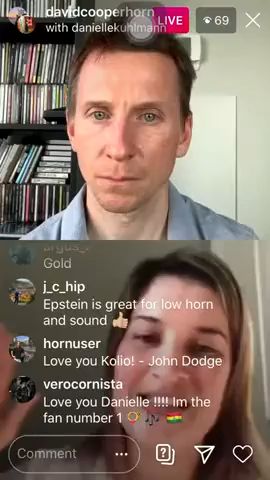 davidcooperhorn
with daniellekuhlmann
LIVE
69
Gold
j_c_hip
Epstein is great for low horn
and sound 👍🏼
hornuser
Love you Kolio! - John Dodge
verocornista
Love you Danielle !!!! Im the
fan number 1 📯🎶 🇧🇴
Comment